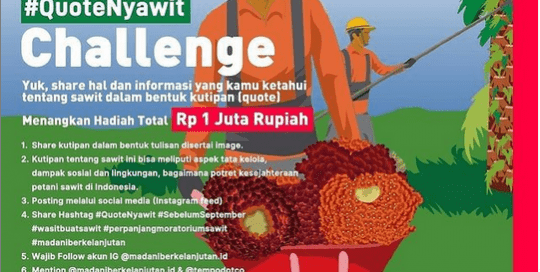 #QuoteNyawit
Challenge
Yuk, share hal dan informasi yang kamu ketahui
tentang sawit dalam bentuk kutipan (quote)
Menangkan Hadiah Total Rp 1 Juta Rupiah
1. Share kutipan dalam bentuk tulisan disertai image.
2. Kutipan tentang sawit ini bisa meliputi aspek tata kelola,
dampak sosial dan lingkungan, bagaimana potret kesejahteraan
petani sawit di Indonesia.
3. Posting melalui social media (Instagram feed)
4. Share Hashtag #QuoteNyawit #SebelumSeptember
#wasitbuatsawit #perpanjangmoratoriumsawit
#madaniberkelanjutan
5. Wajib Follow akun IG @madaniberkelanjutan.id
6. Mention @madaniberkelanjutan.id & @tempodotco